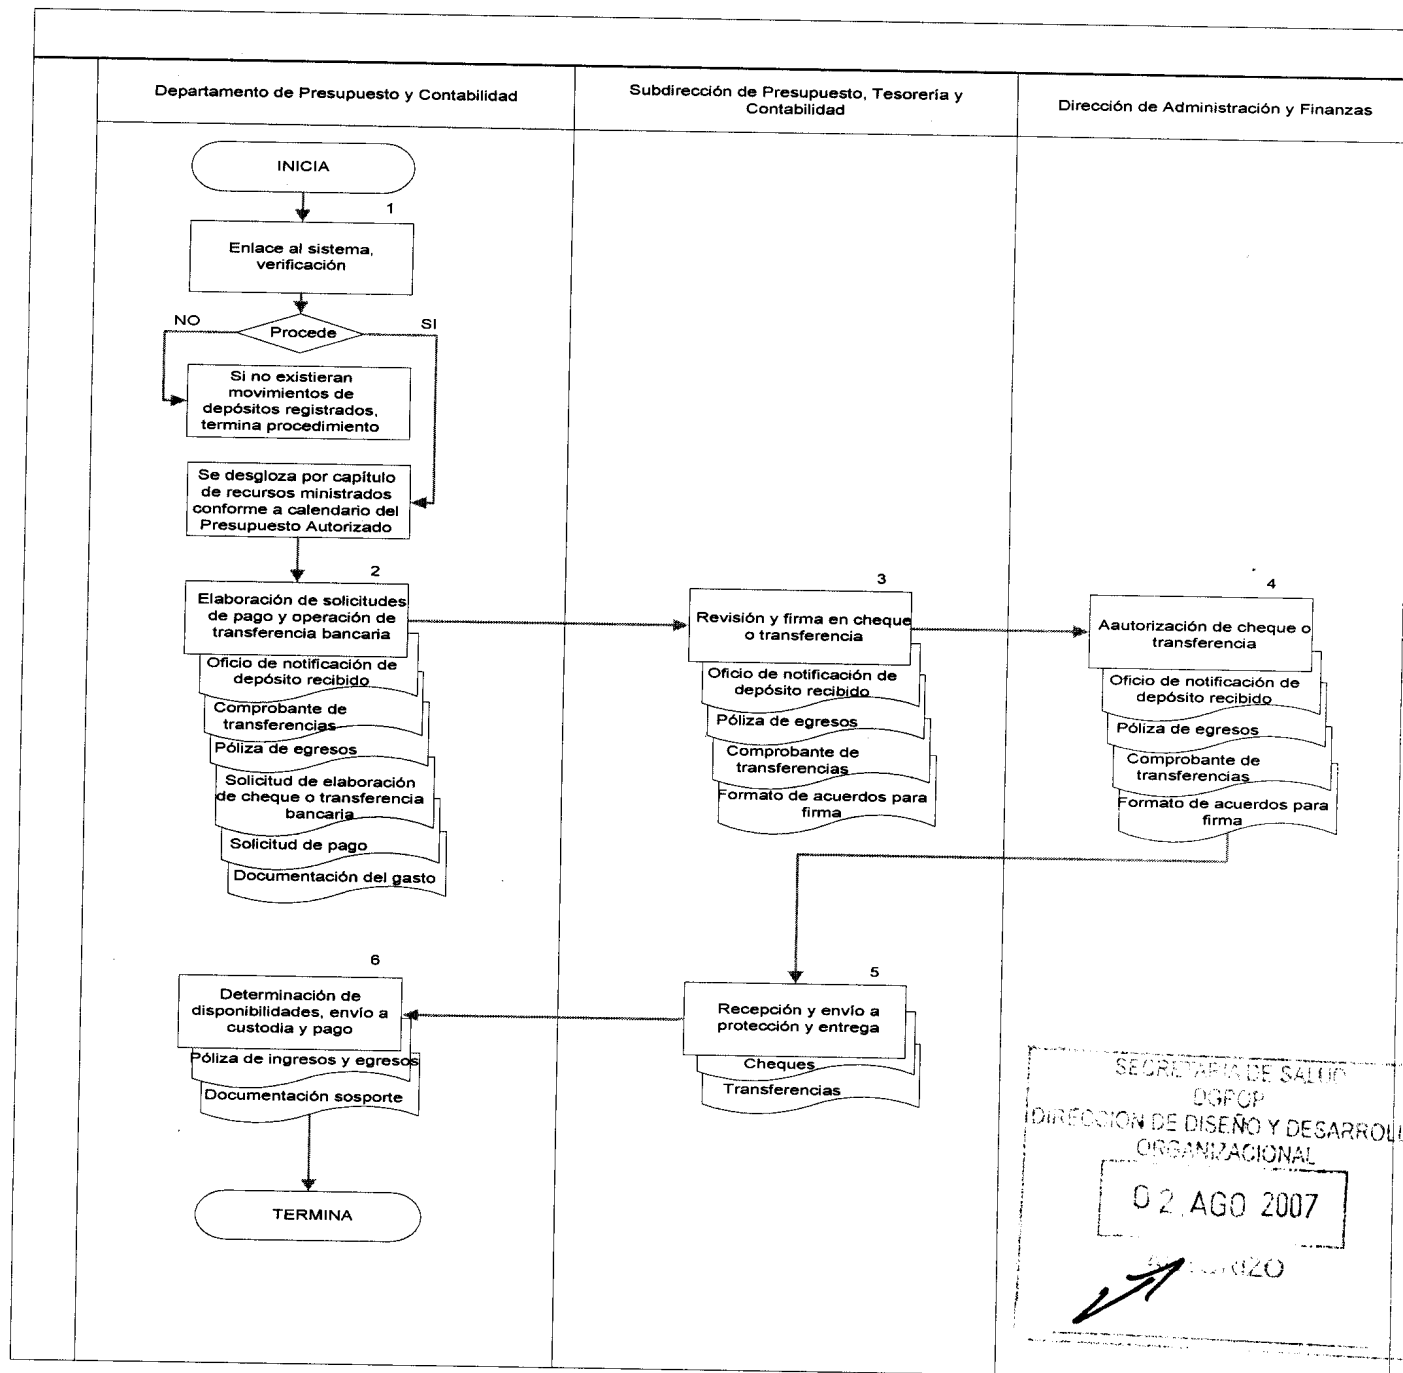 Departamento de Presupuesto y Contabilidad
Subdirección de Presupuesto, Tesorería y
Contabilidad
Dirección de Administración y Finanzas
INICIA
1
Enlace al sistema,
verificación
NO
Procede
SI
Si no existieran
movimientos de
depósitos registrados,
termina procedimiento
Se desgloza por capítulo
de recursos ministrados
conforme a calendario del
Presupuesto Autorizado
2
Elaboración de solicitudes
de pago y operación de
transferencia bancaria
Oficio de notificación de
depósito recibido
Comprobante de
transferencias
Póliza de egresos
Solicitud de elaboración
de cheque o transferencia
bancaria
Solicitud de pago
Documentación del gasto
3
Revisión y firma en cheque
o transferencia
Oficio de notificación de
depósito recibido
Póliza de egresos
Comprobante de
transferencias
Formato de acuerdos para
firma
4
Aautorización de cheque o
transferencia
Oficio de notificación de
depósito recibido
Póliza de egresos
Comprobante de
transferencias
Formato de acuerdos para
firma
5
Recepción y envío a
protección y entrega
Cheques
Transferencias
6
Determinación de
disponibilidades, envío a
custodia y pago
Póliza de ingresos y egresos
Documentación sosporte
TERMINA
SECRETARIA DE SALUD
DGPOP
DIRECCION DE DISEÑO Y DESARROLL
ORGANIZACIONAL
02 AGO 2007